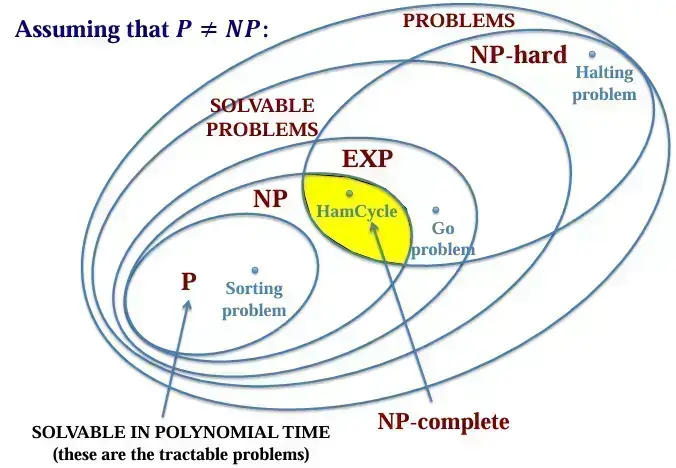 Assuming that P ≠ NP:
PROBLEMS
NP-hard
Halting
problem
SOLVABLE
PROBLEMS
EXP
NP
HamCycle
Go
problem
P
Sorting
problem
NP-complete
SOLVABLE IN POLYNOMIAL TIME
(these are the tractable problems)